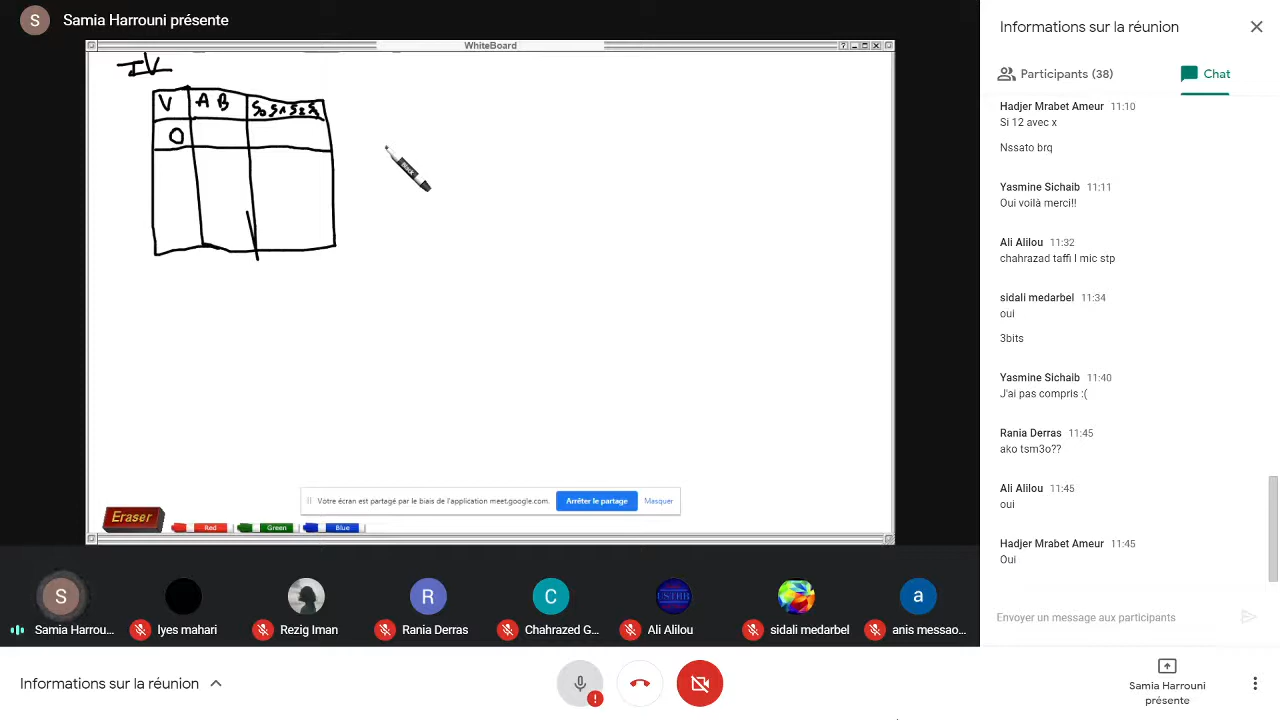 S
Samia Harrouni présente
WhiteBoard
IV
V A B S0 S1 S2 S3
0
Votre écran est partagé par le biais de l'application meet.google.com.
Arrêter le partage
Masquer
Eraser
Red
Green
Blue
S
R
C
USTHB
a
Samia Harrou...
lyes mahari
Rezig Iman
Rania Derras
Chahrazed G...
Ali Alilou
sidali medarbel
anis messao...
Informations sur la réunion
Samia Harrouni
présente
Informations sur la réunion
Participants (38)
Chat
Hadjer Mrabet Ameur 11:10
Si 12 avec x
Nssato brq
Yasmine Sichaib 11:11
Oui voilà merci!!
Ali Alilou 11:32
chahrazad taffi l mic stp
sidali medarbel 11:34
oui
3bits
Yasmine Sichaib 11:40
J'ai pas compris :(
Rania Derras 11:45
ako tsm3o??
Ali Alilou 11:45
oui
Hadjer Mrabet Ameur 11:45
Oui
Envoyer un message aux participants